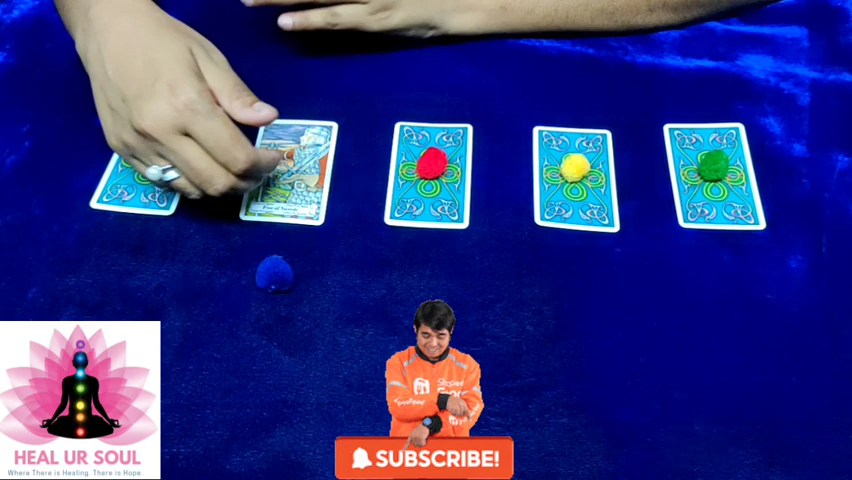 HEAL UR SOUL
Where There is Healing, There is Hope.
SUBSCRIBE!